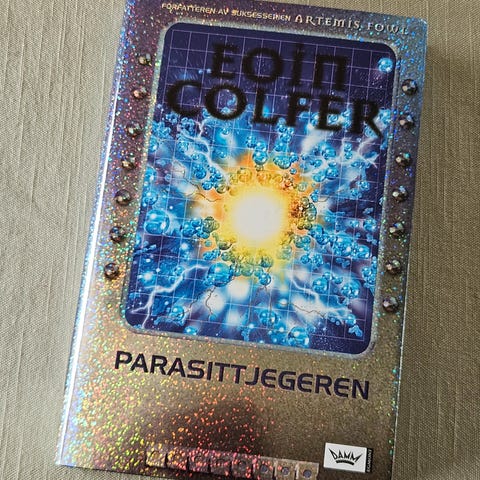 FORFATTEREN AV SUKSESSERIEN ARTEMIS FOWL
EOIN
COLFER
PARASITTJEGEREN
DAMM